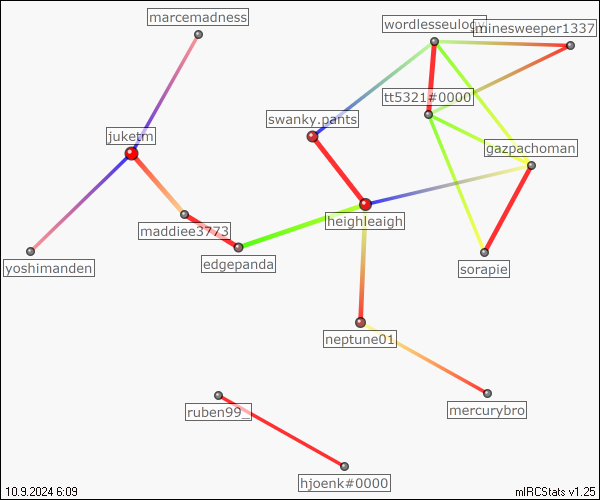 marcemadness
wordlesseulogy
minesweeper1337
tt5321#0000
swanky.pants
juketm
gazpachoman
heighleaigh
maddiee3773
edgepanda
yoshimanden
sorapie
neptune01
mercurybro
ruben99_
hjoenk#0000
10.9.2024 6:09
mIRCStats v1.25